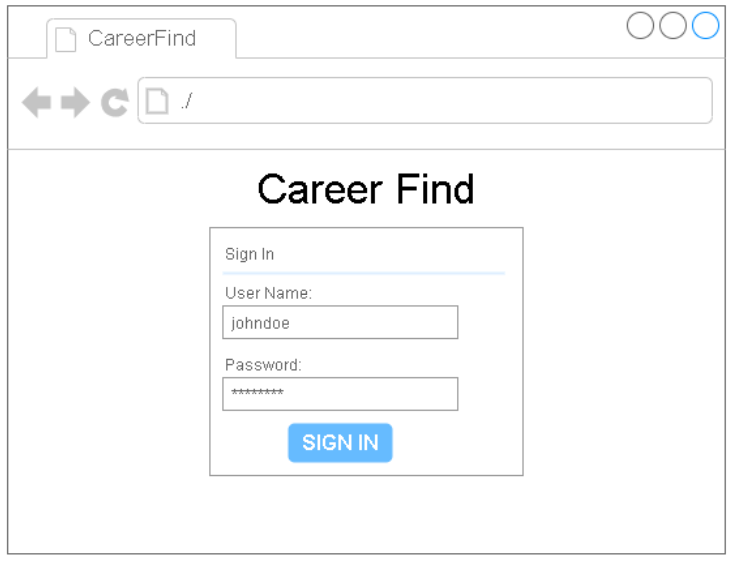 CareerFind
./
Career Find
Sign In
User Name:
johndoe
Password:
********
SIGN IN